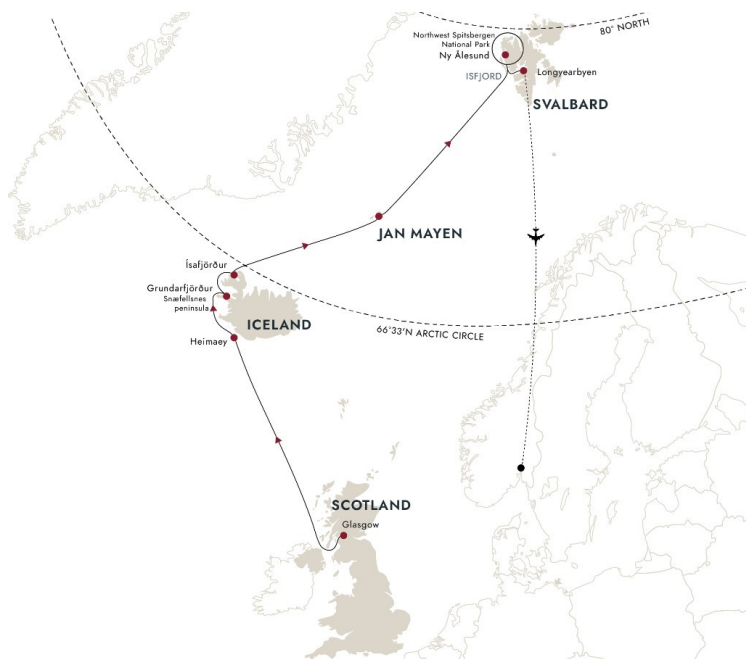 80° NORTH
Northwest Spitsbergen
National Park
Ny Ålesund
ISFJORD
Longyearbyen
SVALBARD
JAN MAYEN
Ísafjörður
Grundarfjörður
Snæfellsnes
peninsula
ICELAND
66°33'N ARCTIC CIRCLE
Heimaey
SCOTLAND
Glasgow